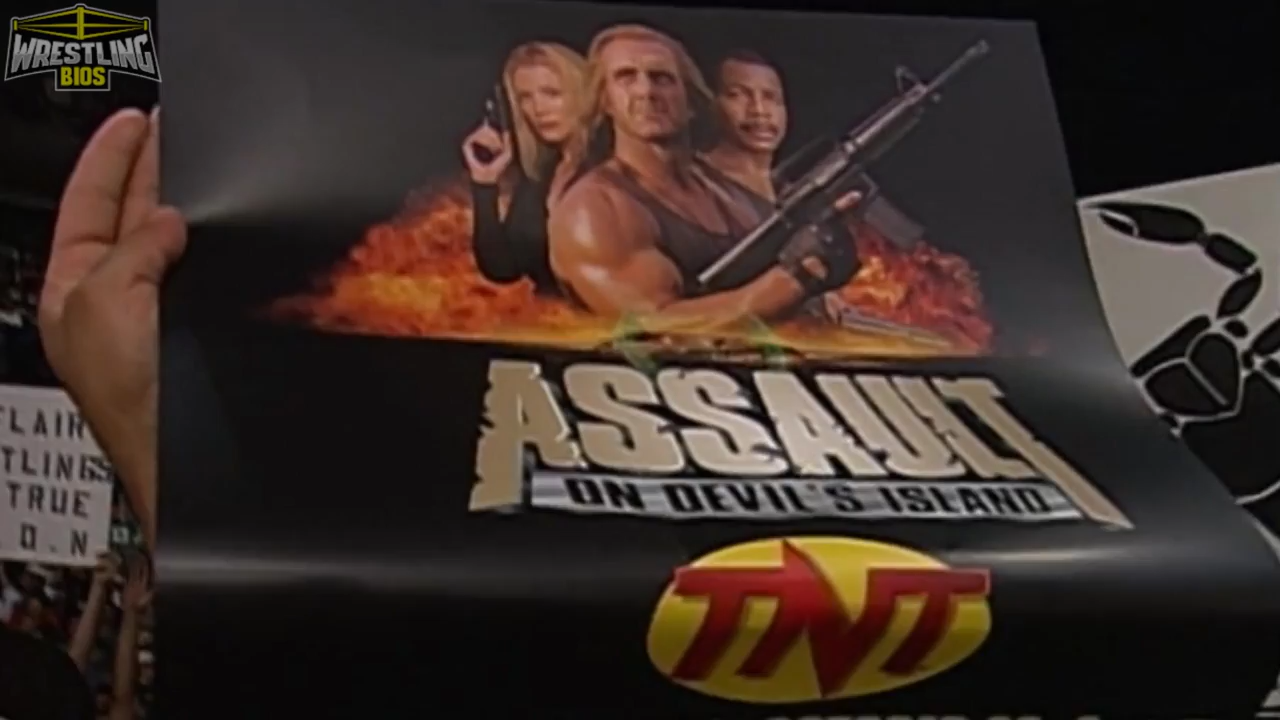 WRESTLING
BIOS
ASSAULT
ON DEVIL'S ISLAND
TNT
FLAIR
TLING'S
TRUE
.O.N